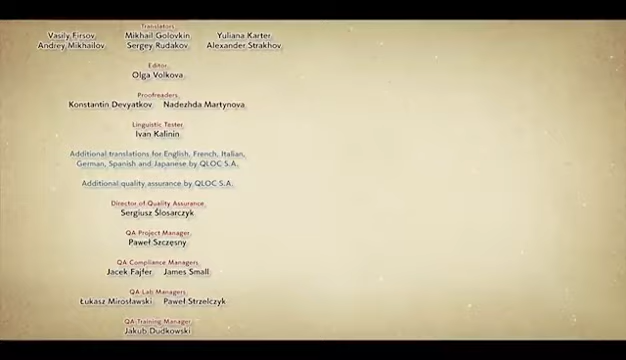 Translators
Vasily Firsov Mikhail Golovkin Yuliana Karter
Andrey Mikhailov Sergey Rudakov Alexander Strakhov
Editor
Olga Volkova
Proofreaders
Konstantin Devyatkov Nadezhda Martynova
Linguistic Tester
Ivan Kalinin
Additional translations for English, French, Italian,
German, Spanish and Japanese by QLOC S.A.
Additional quality assurance by QLOC S.A.
Director of Quality Assurance
Sergiusz Ślosarczyk
QA Project Manager
Paweł Szczęsny
QA Compliance Managers
Jacek Fajfer James Small
QA Lab Managers
Łukasz Mirosławski Paweł Strzelczyk
QA Training Manager
Jakub Dudkowski